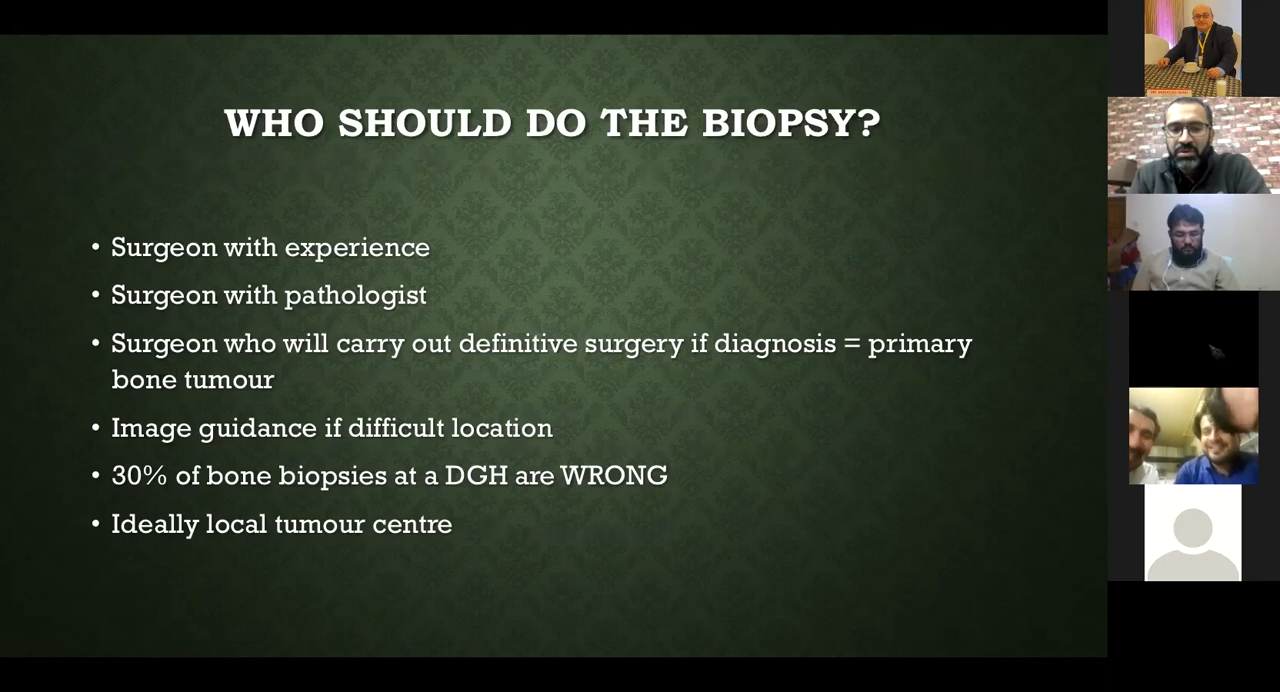 WHO SHOULD DO THE BIOPSY?
• Surgeon with experience
• Surgeon with pathologist
• Surgeon who will carry out definitive surgery if diagnosis = primary
bone tumour
• Image guidance if difficult location
• 30% of bone biopsies at a DGH are WRONG
• Ideally local tumour centre